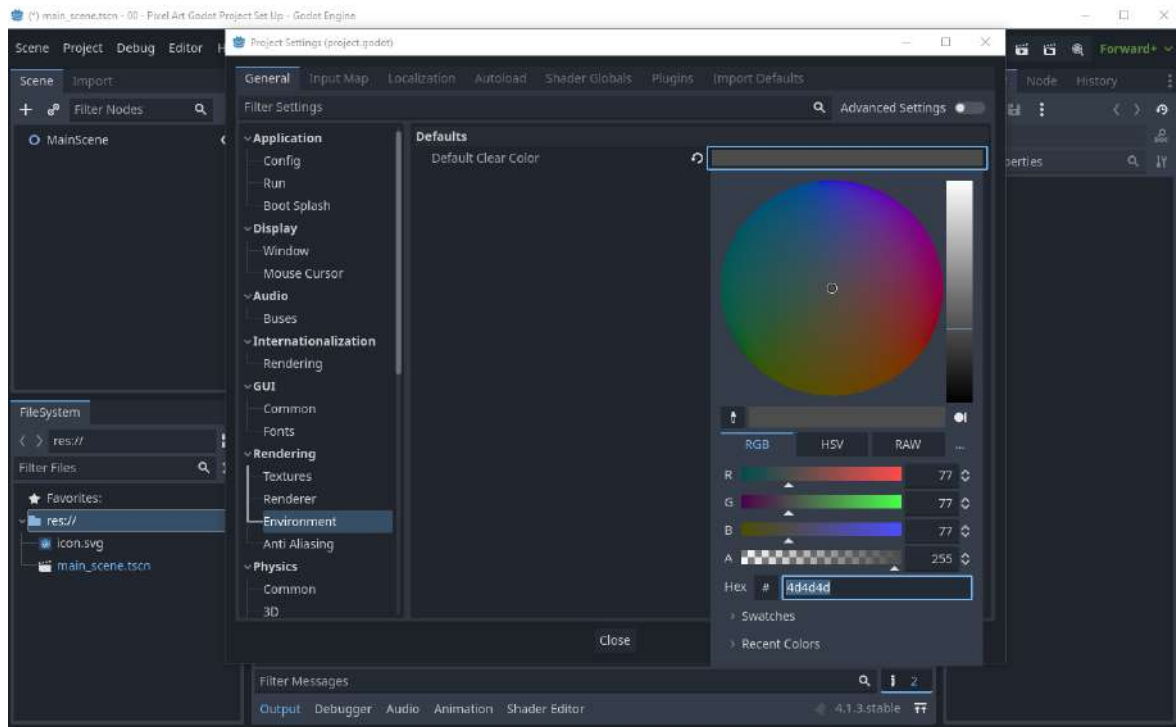 (*) main_scene.tscn - 00 - Pixel Art Godot Project Set Up - Godot Engine
Scene Project Debug Editor H
Forward+
Project Settings (project.godot)
Scene Import
Filter Nodes
MainScene
General Input Map Localization Autoload Shader Globals Plugins Import Defaults
Filter Settings
Advanced Settings
Application
Config
Run
Boot Splash
Display
Window
Mouse Cursor
Audio
Buses
Internationalization
Rendering
GUI
Common
Fonts
Rendering
Textures
Renderer
Environment
Anti Aliasing
Physics
Common
3D
Defaults
Default Clear Color
RGB HSV RAW ...
R 77
G 77
B 77
A 255
Hex # 4d4d4d
Swatches
Recent Colors
Close
Node History
perties
FileSystem
res://
Filter Files
Favorites:
res://
icon.svg
main_scene.tscn
Filter Messages
2
Output Debugger Audio Animation Shader Editor
4.1.3.stable